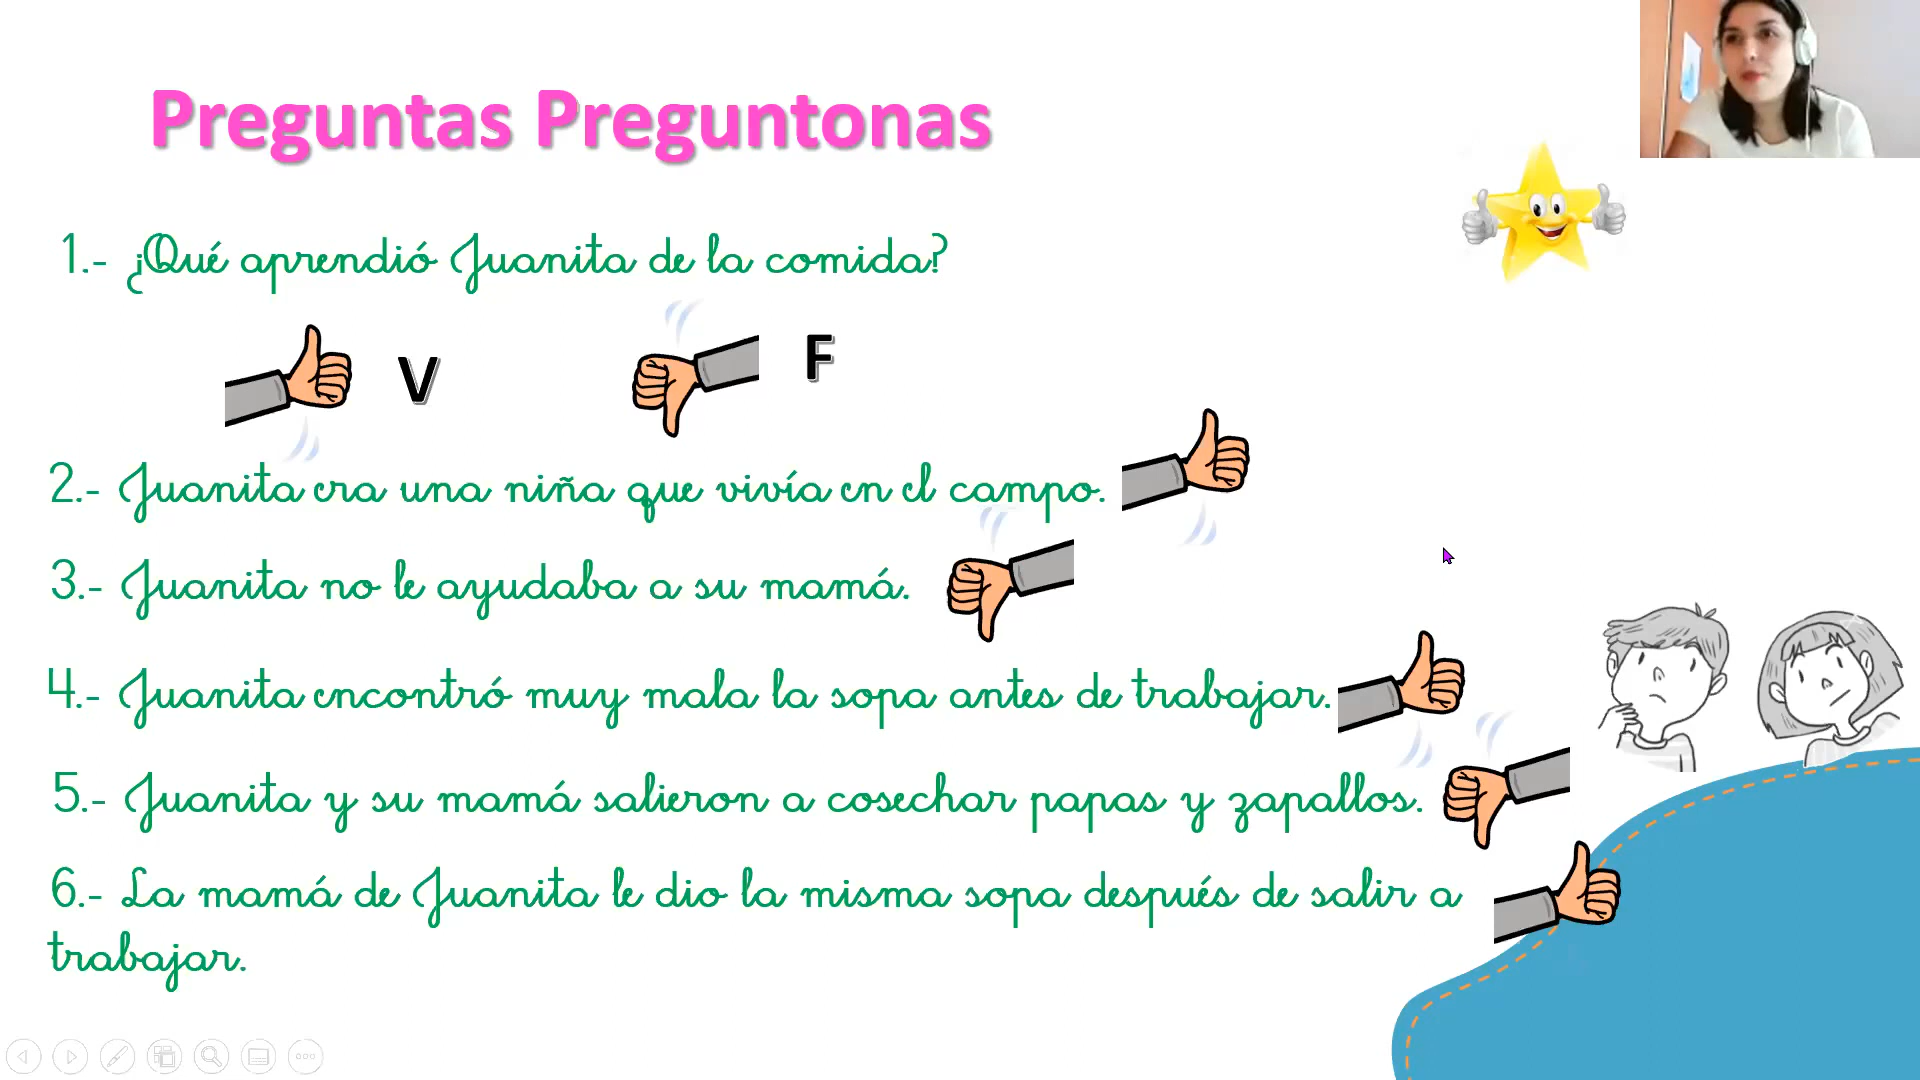 Preguntas Preguntonas
1.- ¿Qué aprendió Juanita de la comida?
V F
2.- Juanita era una niña que vivía en el campo.
3.- Juanita no le ayudaba a su mamá.
4.- Juanita encontró muy mala la sopa antes de trabajar.
5.- Juanita y su mamá salieron a cosechar papas y zapallos.
6.- La mamá de Juanita le dio la misma sopa después de salir a
trabajar.